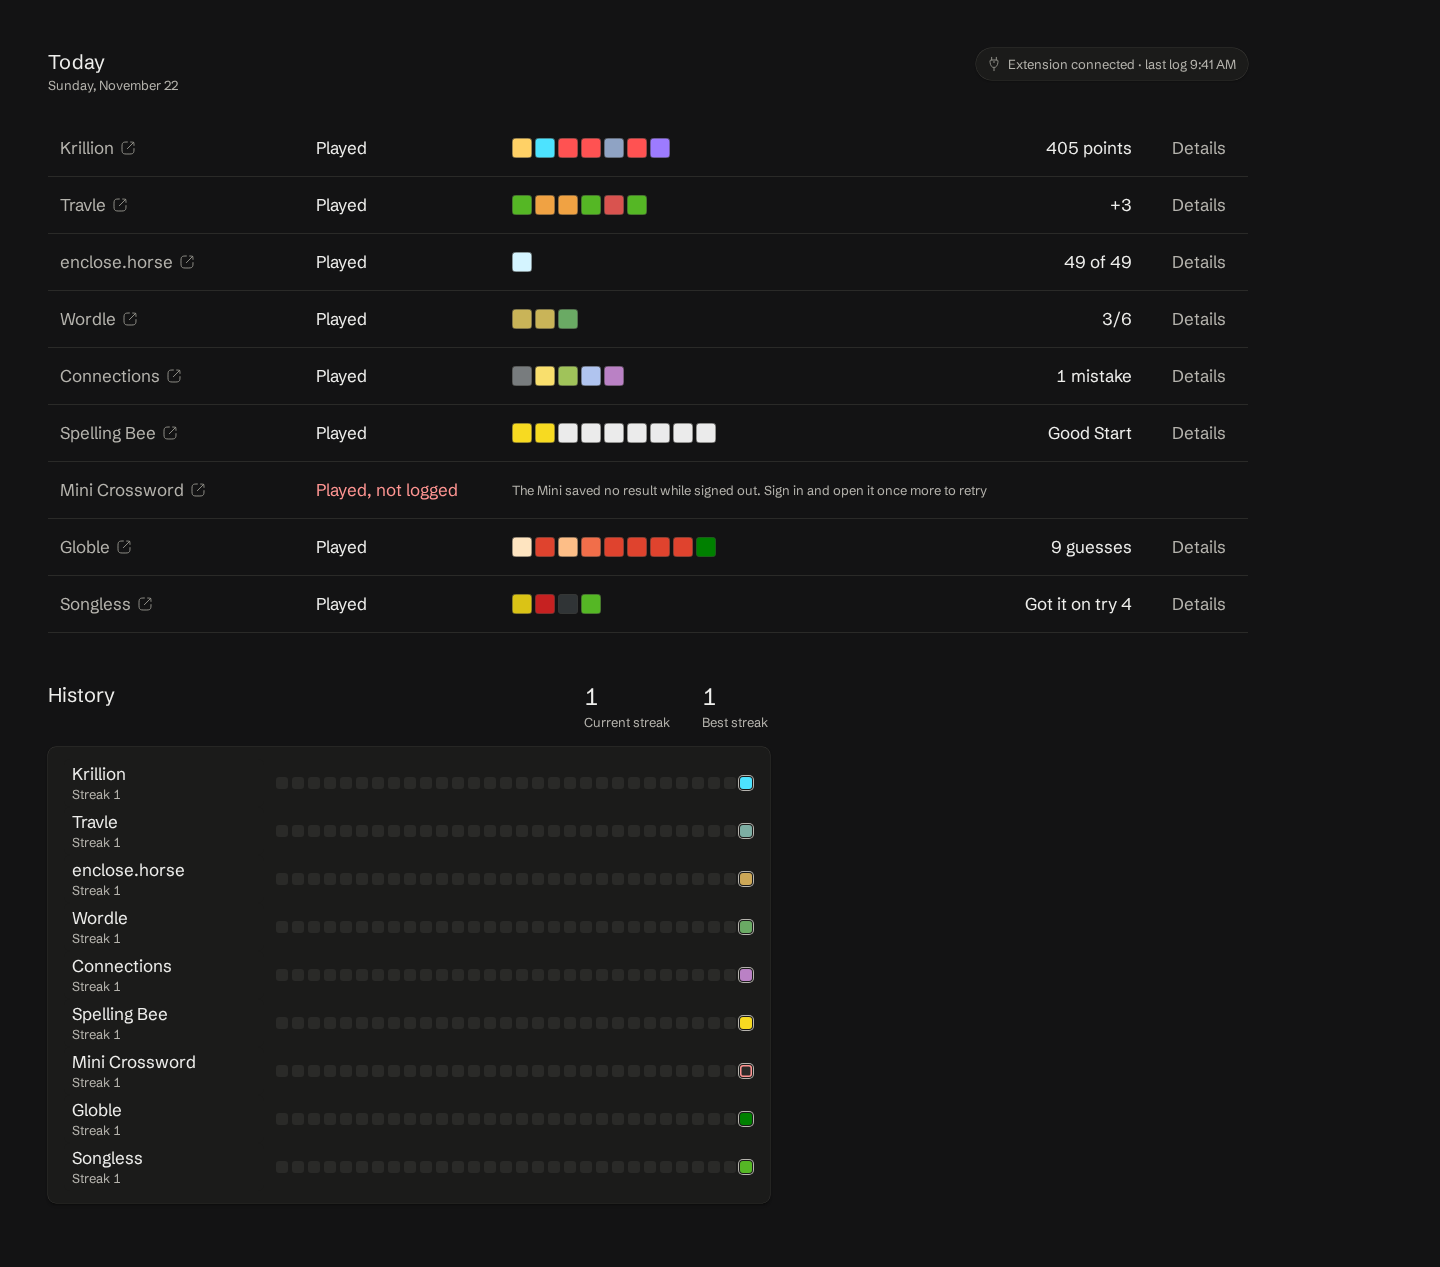 Today
Sunday, November 22
Extension connected · last log 9:41 AM
Krillion Played 405 points Details
Travle Played +3 Details
enclose.horse Played 49 of 49 Details
Wordle Played 3/6 Details
Connections Played 1 mistake Details
Spelling Bee Played Good Start Details
Mini Crossword Played, not logged The Mini saved no result while signed out. Sign in and open it once more to retry
Globle Played 9 guesses Details
Songless Played Got it on try 4 Details
History
1
Current streak
1
Best streak
Krillion
Streak 1
Travle
Streak 1
enclose.horse
Streak 1
Wordle
Streak 1
Connections
Streak 1
Spelling Bee
Streak 1
Mini Crossword
Streak 1
Globle
Streak 1
Songless
Streak 1